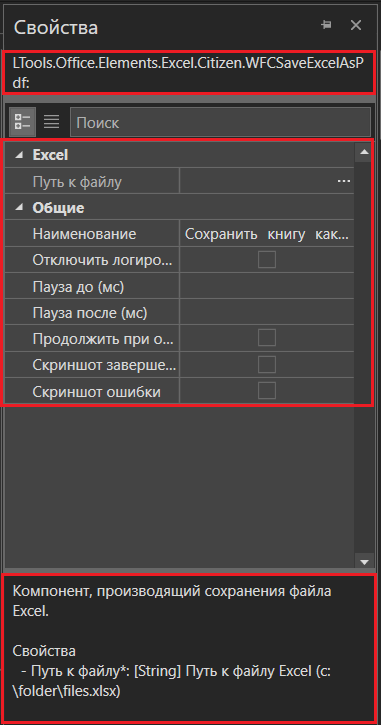 Свойства
LTools.Office.Elements.Excel.Citizen.WFCSaveExcelAsP
df:
Поиск
Excel
Путь к файлу ...
Общие
Наименование Сохранить книгу как...
Отключить логиро...
Пауза до (мс)
Пауза после (мс)
Продолжить при о...
Скриншот заверше...
Скриншот ошибки
Компонент, производящий сохранения файла
Excel.
Свойства
- Путь к файлу*: [String] Путь к файлу Excel (c:
\folder\files.xlsx)